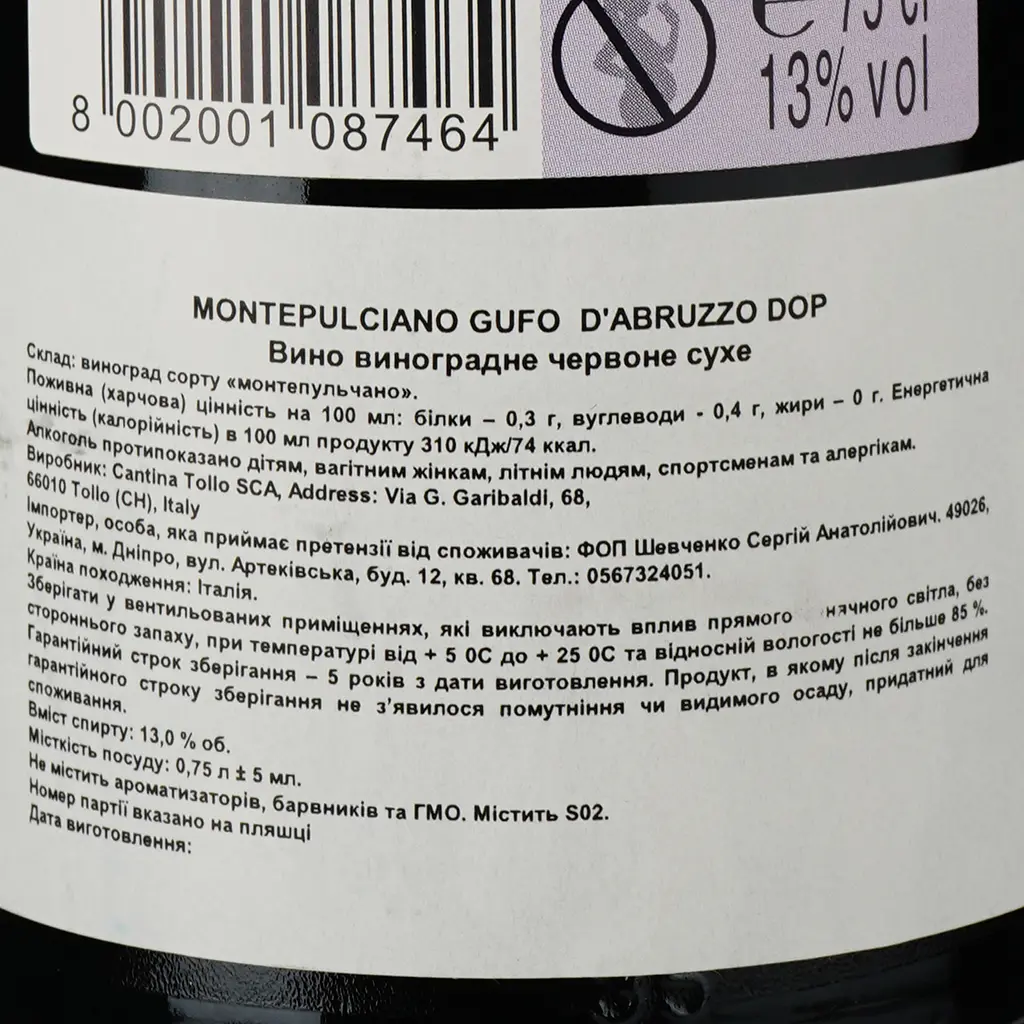 75 cl
13% vol
8 002001 087464
MONTEPULCIANO GUFO D'ABRUZZO DOP
Вино виноградне червоне сухе
Склад: виноград сорту «монтепульчано».
Поживна (харчова) цінність на 100 мл: білки – 0,3 г, вуглеводи - 0,4 г, жири – 0 г. Енергетична
цінність (калорійність) в 100 мл продукту 310 кДж/74 ккал.
Алкоголь протипоказано дітям, вагітним жінкам, літнім людям, спортсменам та алергікам.
Виробник: Cantina Tollo SCA, Address: Via G. Garibaldi, 68,
66010 Tollo (CH), Italy
Імпортер, особа, яка приймає претензії від споживачів: ФОП Шевченко Сергій Анатолійович. 49026,
Україна, м. Дніпро, вул. Артеківська, буд. 12, кв. 68. Тел.: 0567324051.
Країна походження: Італія.
Зберігати у вентильованих приміщеннях, які виключають вплив прямого світла, без
стороннього запаху, при температурі від + 5 0С до + 25 0С та відносній вологості не більше 85 %.
Гарантійний строк зберігання – 5 років з дати виготовлення. Продукт, в якому після закінчення
гарантійного строку зберігання не з’явилося помутніння чи видимого осаду, придатний для
споживання.
Вміст спирту: 13,0 % об.
Місткість посуду: 0,75 л ± 5 мл.
Не містить ароматизаторів, барвників та ГМО. Містить S02.
Номер партії вказано на пляшці
Дата виготовлення: